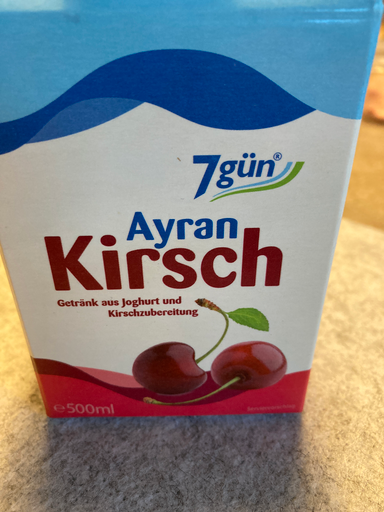 7gün®
Ayran
Kirsch
Getränk aus Joghurt und
Kirschzubereitung
℮500ml